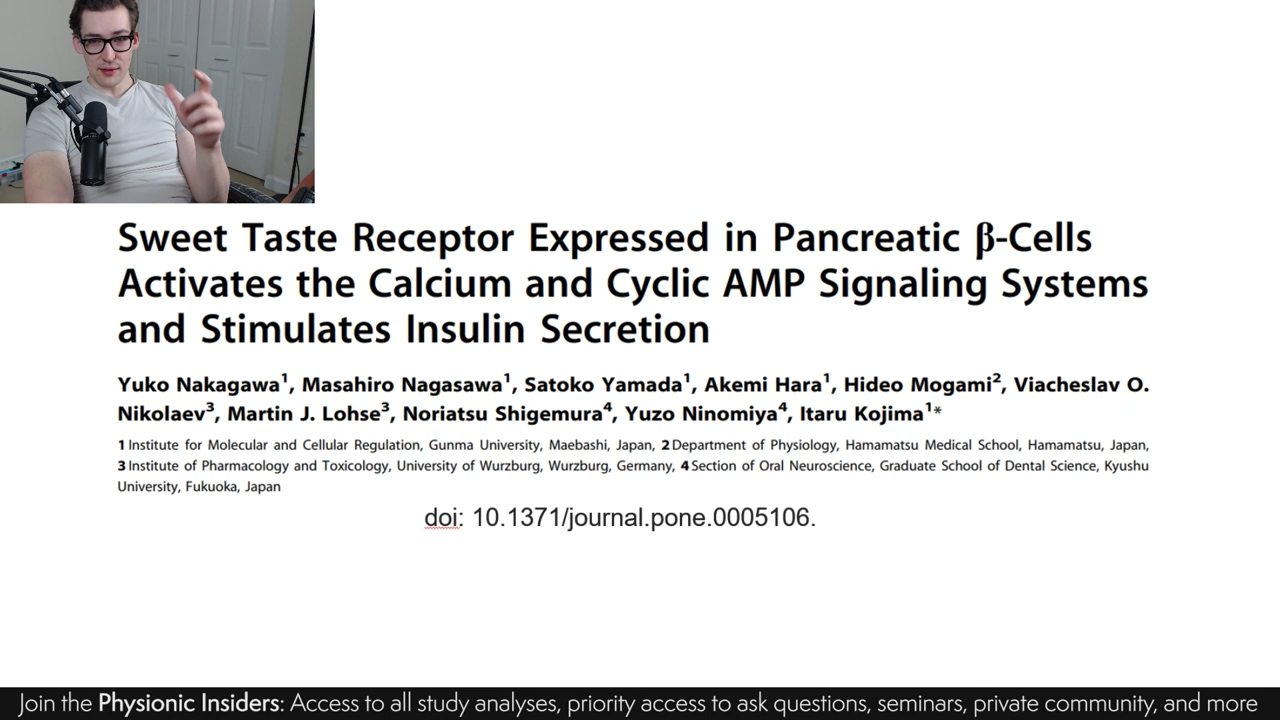 Sweet Taste Receptor Expressed in Pancreatic β-Cells
Activates the Calcium and Cyclic AMP Signaling Systems
and Stimulates Insulin Secretion
Yuko Nakagawa1, Masahiro Nagasawa1, Satoko Yamada1, Akemi Hara1, Hideo Mogami2, Viacheslav O.
Nikolaev3, Martin J. Lohse3, Noriatsu Shigemura4, Yuzo Ninomiya4, Itaru Kojima1*
1 Institute for Molecular and Cellular Regulation, Gunma University, Maebashi, Japan, 2 Department of Physiology, Hamamatsu Medical School, Hamamatsu, Japan,
3 Institute of Pharmacology and Toxicology, University of Wurzburg, Wurzburg, Germany, 4 Section of Oral Neuroscience, Graduate School of Dental Science, Kyushu
University, Fukuoka, Japan
doi: 10.1371/journal.pone.0005106.
Join the Physionic Insiders: Access to all study analyses, priority access to ask questions, seminars, private community, and more